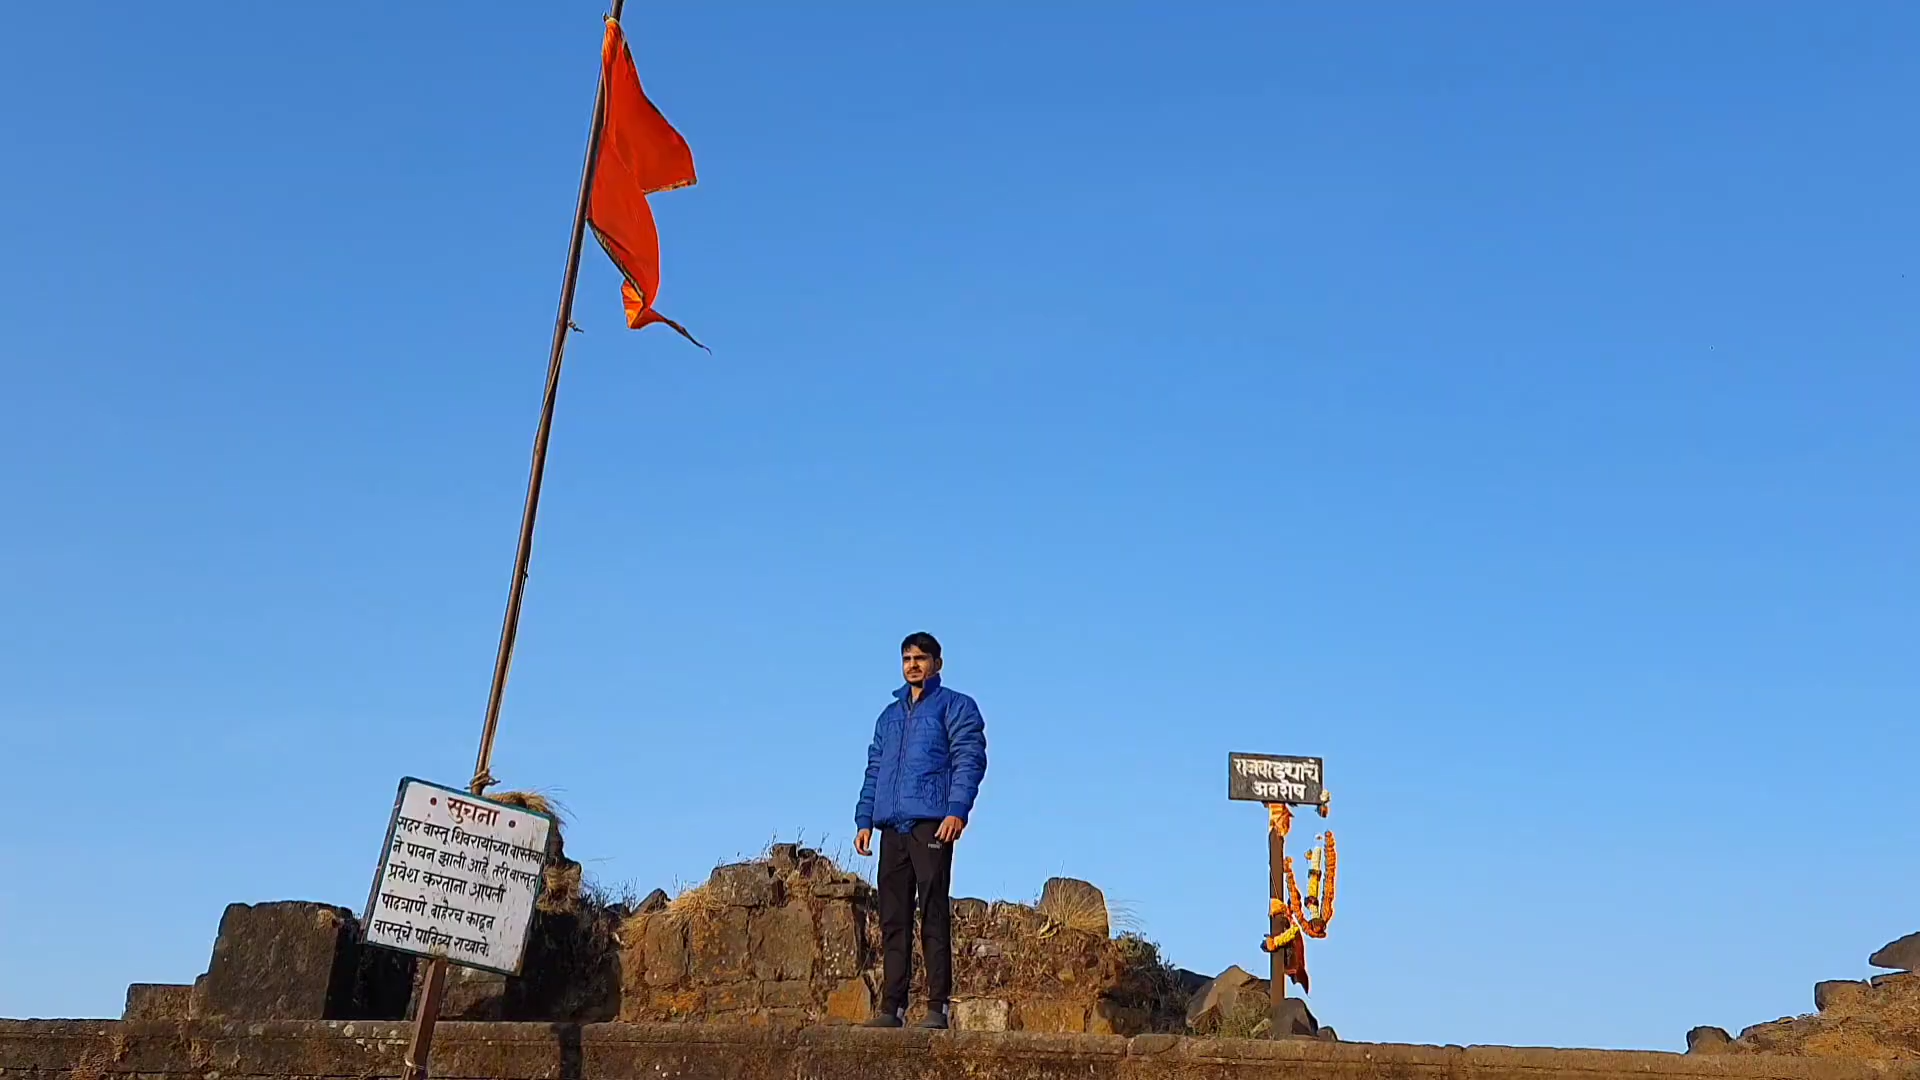 • सुचना •
सदर वास्तू शिवरायांच्या वास्तव्या
ने पावन झाली आहे तरी वास्तूत
प्रवेश करताना आपली
पादत्राणे बाहेरच काढून
वास्तूचे पावित्र्य राखावे.
राजवाड्याचे
अवशेष